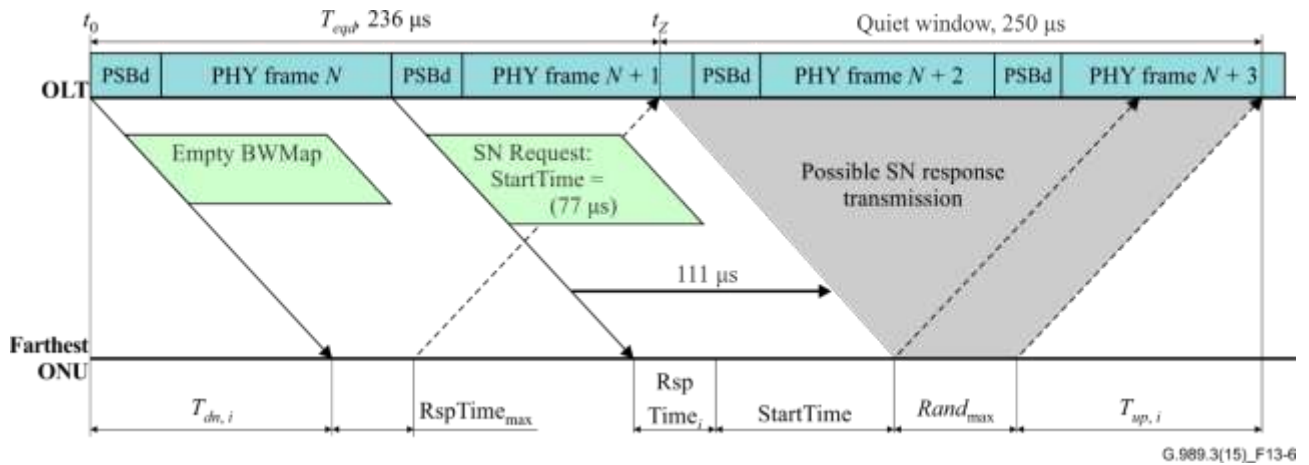 t0 Teqd, 236 µs tZ Quiet window, 250 µs
PSBd PHY frame N PSBd PHY frame N + 1 PSBd PHY frame N + 2 PSBd PHY frame N + 3
OLT
Empty BWMap
SN Request:
StartTime =
(77 µs)
Possible SN response
transmission
111 µs
Farthest
ONU
Tdn, i
RspTimemax
Rsp
Timei
StartTime
Randmax
Tup, i
G.989.3(15)_F13-6